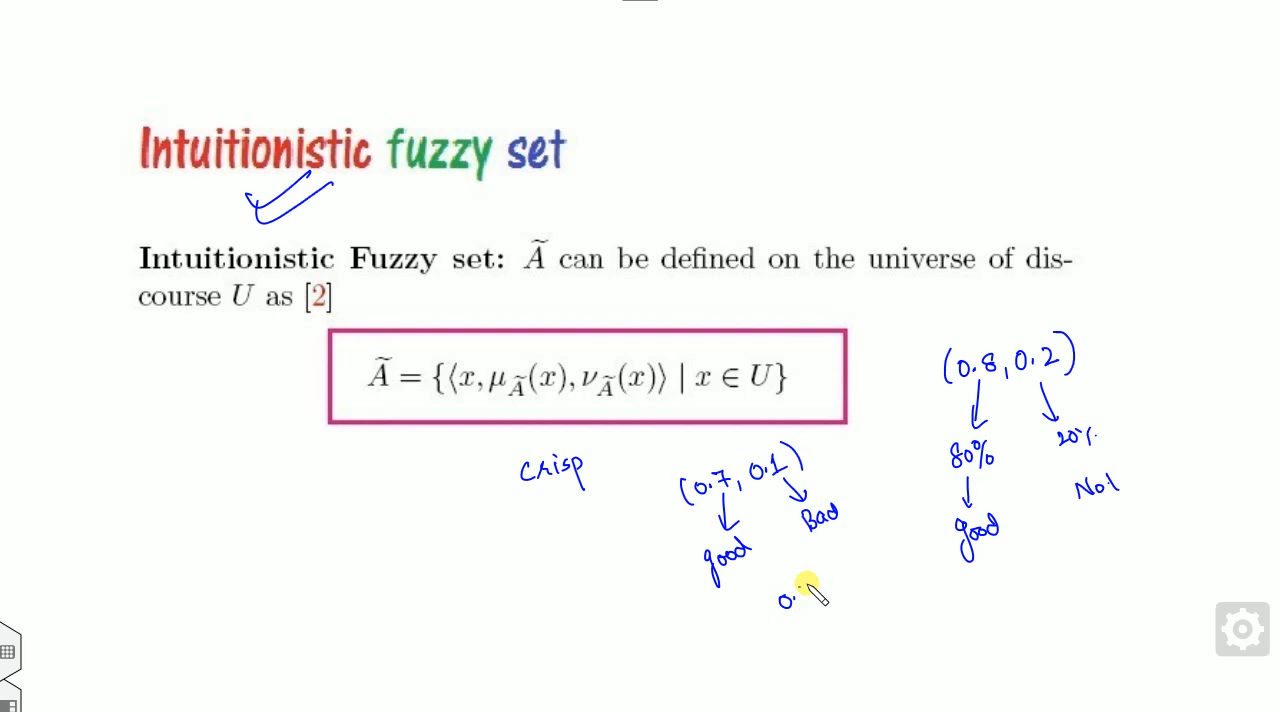 Intuitionistic fuzzy set
Intuitionistic Fuzzy set: Ã can be defined on the universe of dis-
course U as [2]
Ã = {⟨x, μ_Ã(x), ν_Ã(x)⟩ | x ∈ U}
(0.8, 0.2)
80%
20%
good
Not
Crisp
(0.7, 0.1)
good
Bad
0.